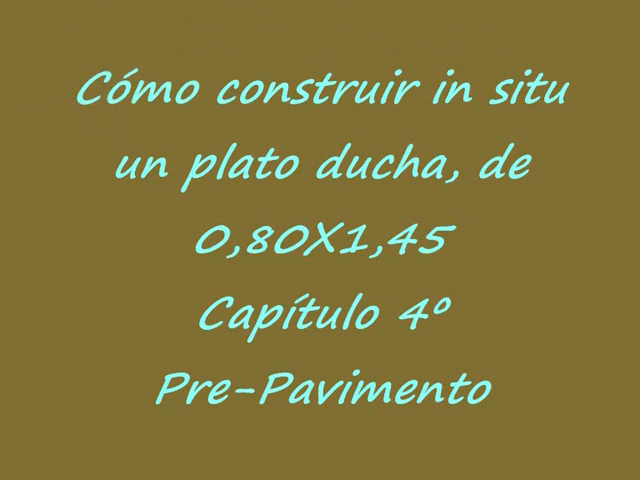 Cómo construir in situ
un plato ducha, de
0,80X1,45
Capítulo 4º
Pre-Pavimento